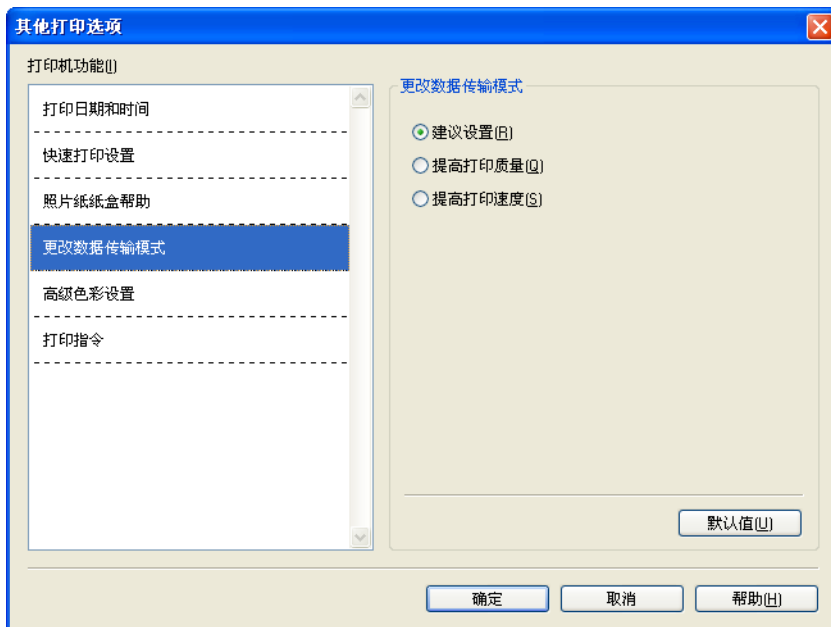 其他打印选项
打印机功能(I)
打印日期和时间
快速打印设置
照片纸纸盒帮助
更改数据传输模式
高级色彩设置
打印指令
更改数据传输模式
建议设置(R)
提高打印质量(Q)
提高打印速度(S)
默认值(U)
确定
取消
帮助(H)